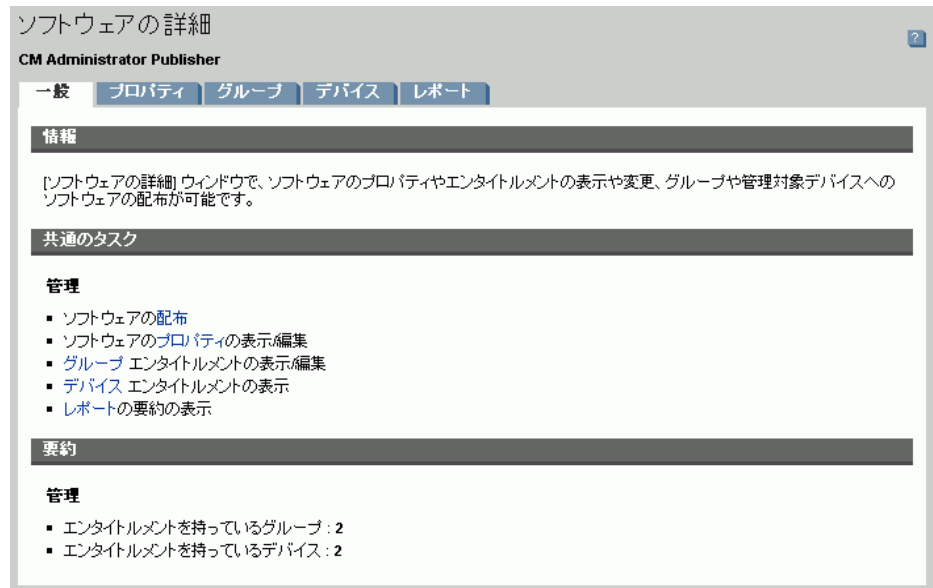 ソフトウェアの詳細
?
CM Administrator Publisher
一般 プロパティ グループ デバイス レポート
情報
[ソフトウェアの詳細] ウィンドウで、ソフトウェアのプロパティやエンタイトルメントの表示や変更、グループや管理対象デバイスへの
ソフトウェアの配布が可能です。
共通のタスク
管理
▪ ソフトウェアの配布
▪ ソフトウェアのプロパティの表示/編集
▪ グループ エンタイトルメントの表示/編集
▪ デバイス エンタイトルメントの表示
▪ レポートの要約の表示
要約
管理
▪ エンタイトルメントを持っているグループ : 2
▪ エンタイトルメントを持っているデバイス : 2